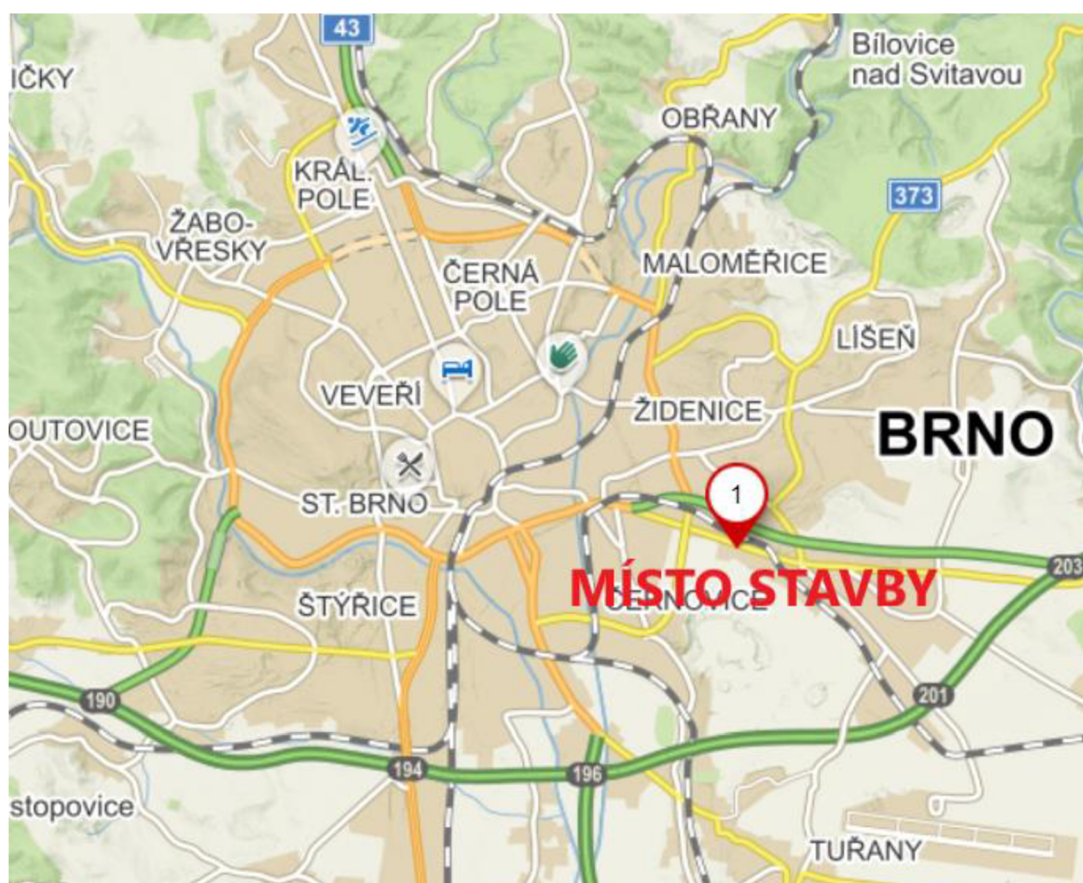 43
Bílovice
nad Svitavou
IČKY
OBŘANY
KRÁL.
POLE
373
ŽABO-
VŘESKY
MALOMĚŘICE
ČERNÁ
POLE
LÍŠEŇ
VEVEŘÍ
ŽIDENICE
OUTOVICE
BRNO
ST. BRNO
1
203
MÍSTO STAVBY
ČERNOVICE
ŠTÝŘICE
190
201
194
196
stopovice
TUŘANY